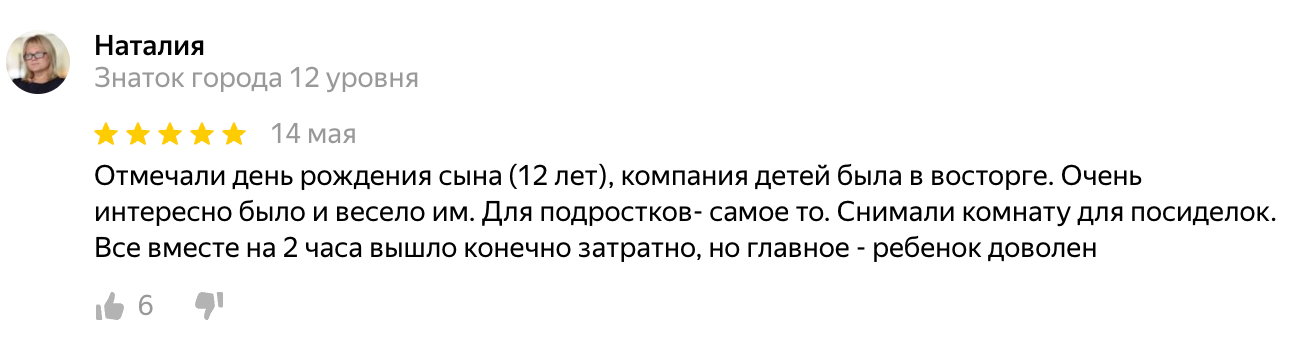 Наталия
Знаток города 12 уровня
14 мая
Отмечали день рождения сына (12 лет), компания детей была в восторге. Очень
интересно было и весело им. Для подростков- самое то. Снимали комнату для посиделок.
Все вместе на 2 часа вышло конечно затратно, но главное - ребенок доволен
6